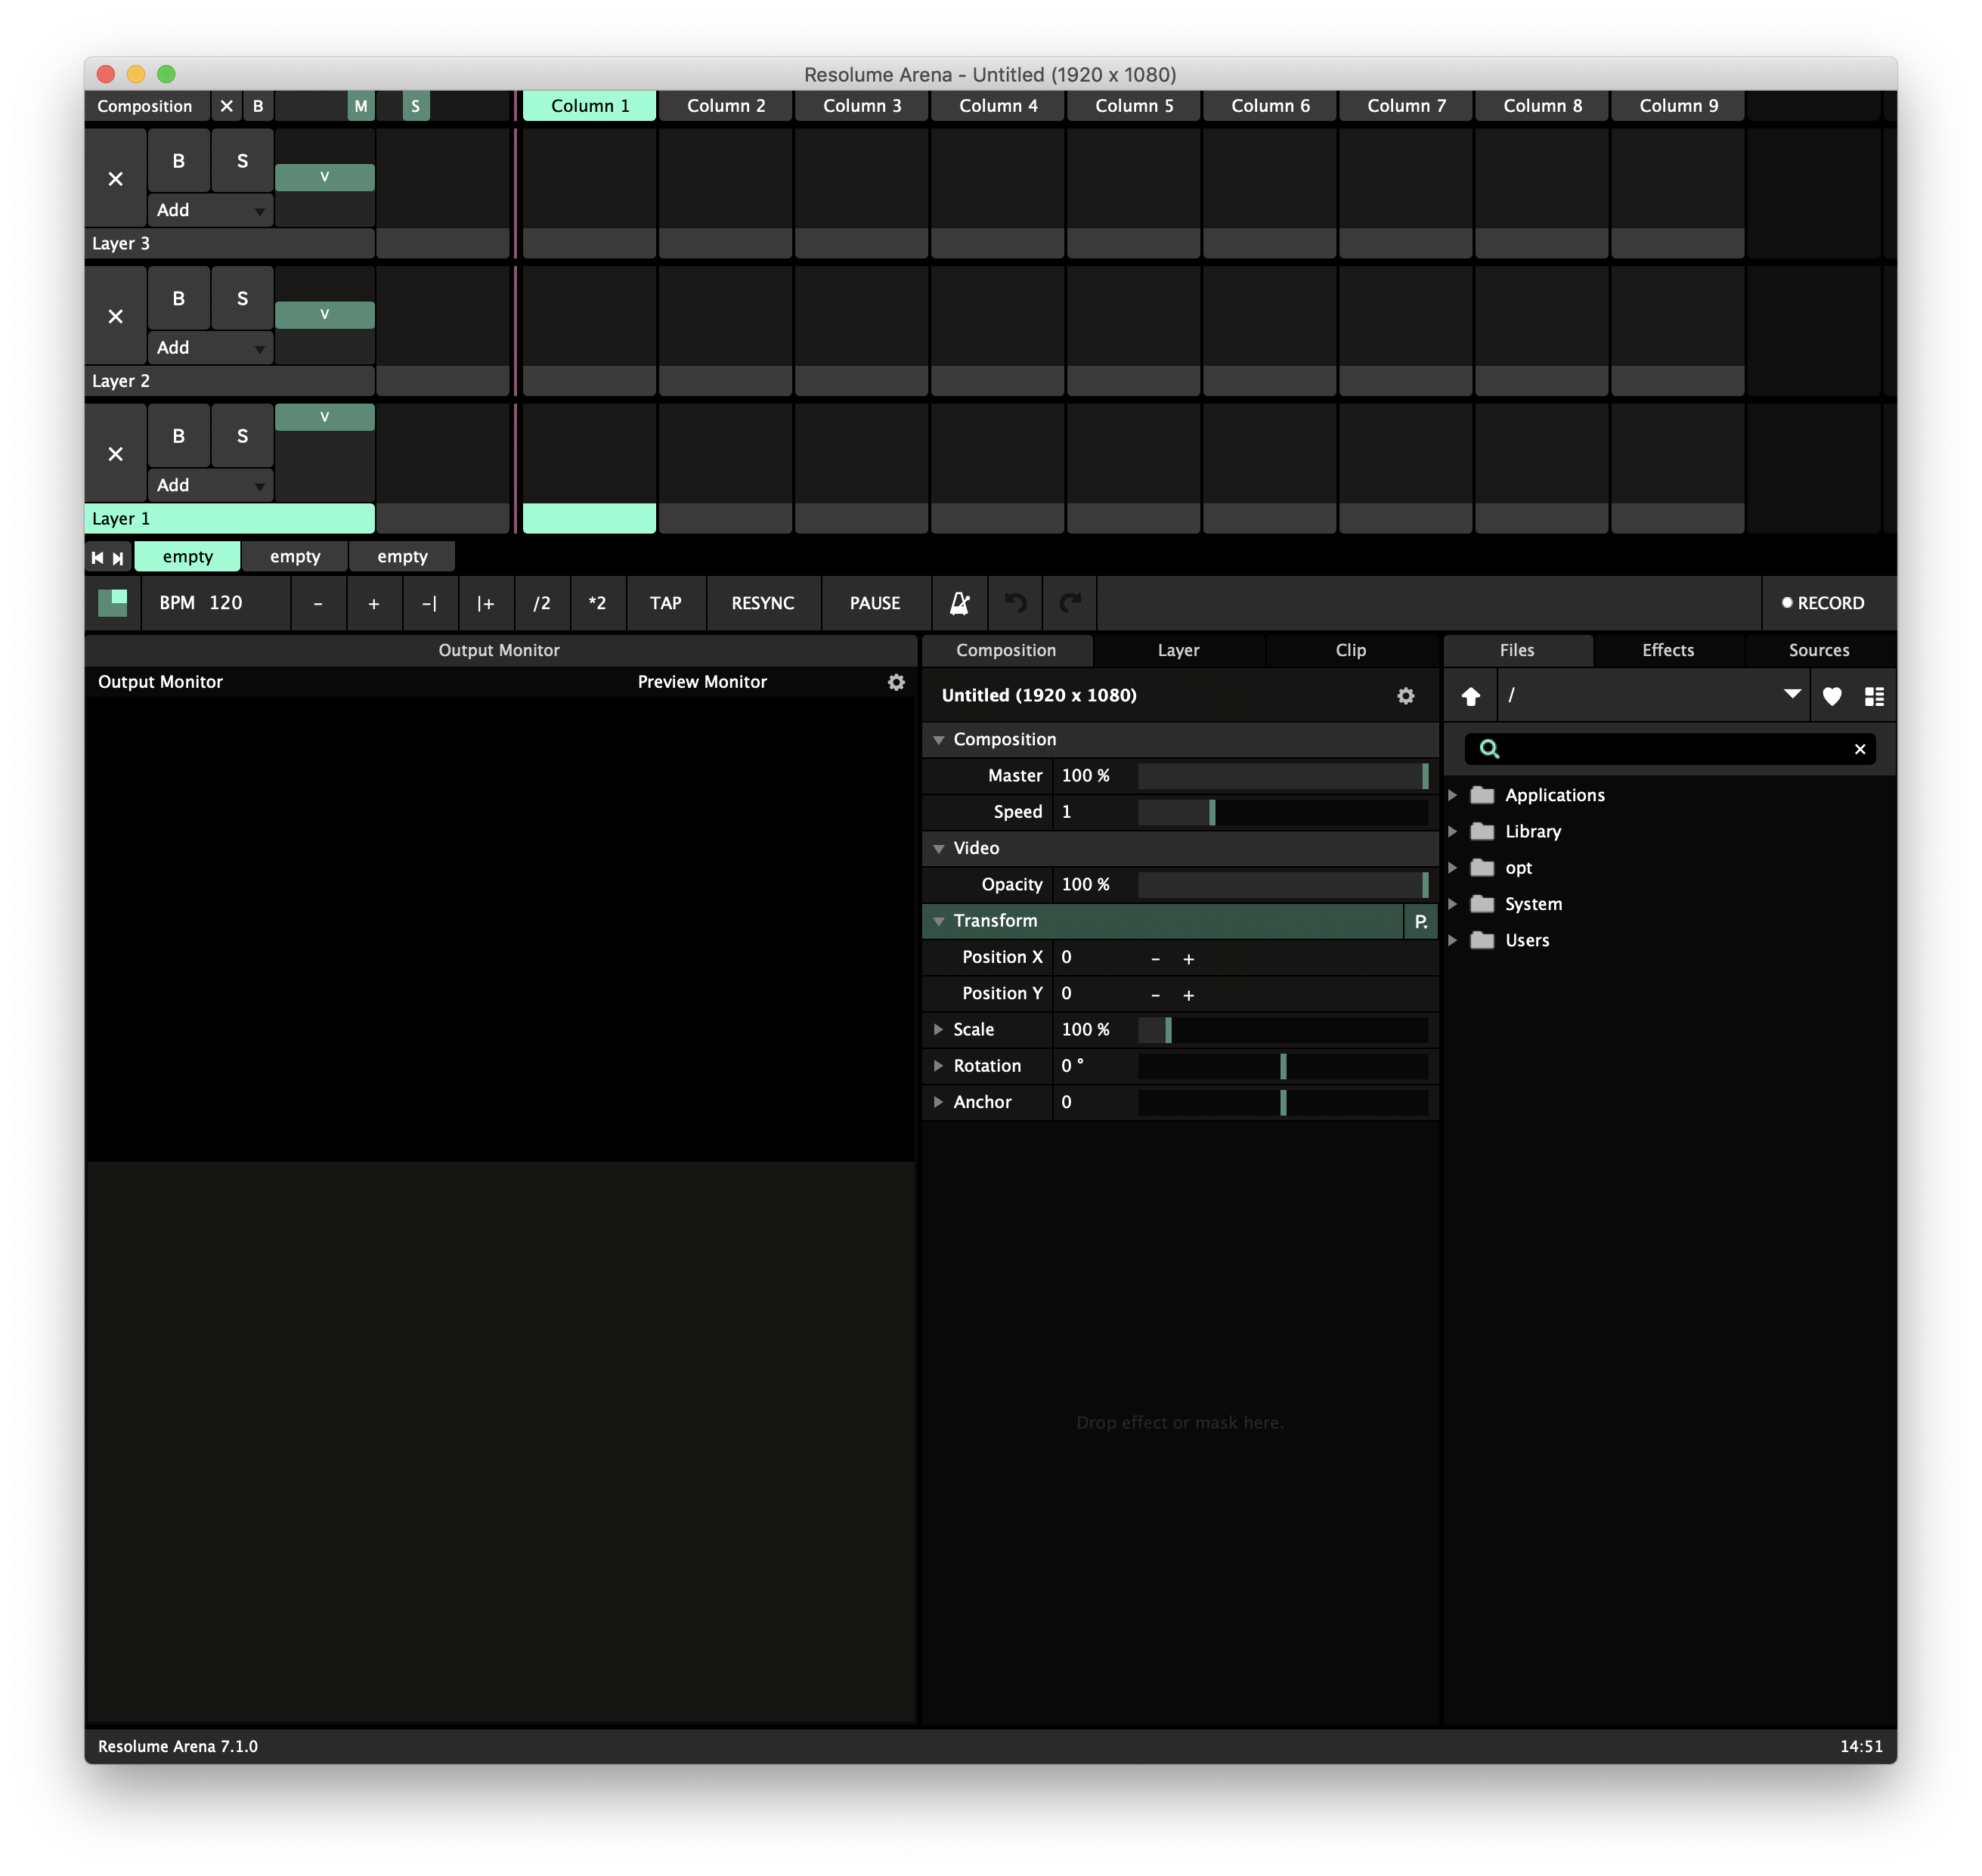 Resolume Arena - Untitled (1920 x 1080)
Composition B M S Column 1 Column 2 Column 3 Column 4 Column 5 Column 6 Column 7 Column 8 Column 9
B S V
Add
Layer 3
B S V
Add
Layer 2
B S V
Add
Layer 1
empty empty empty
BPM 120 - + -| |+ /2 *2 TAP RESYNC PAUSE RECORD
Output Monitor
Output Monitor Preview Monitor
Composition Layer Clip
Untitled (1920 x 1080)
Composition
Master 100 %
Speed 1
Video
Opacity 100 %
Transform P.
Position X 0 - +
Position Y 0 - +
Scale 100 %
Rotation 0 °
Anchor 0
Drop effect or mask here.
Files Effects Sources
/
Applications
Library
opt
System
Users
Resolume Arena 7.1.0 14:51